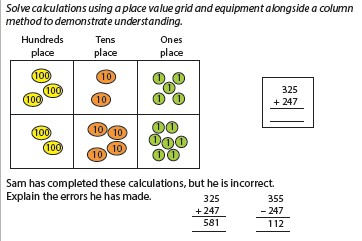 Solve calculations using a place value grid and equipment alongside a column
method to demonstrate understanding.
Hundreds place Tens place Ones place
100 100 100 10 10 1 1 1 1 1
325
+ 247
100 100 10 10 10 10 1 1 1 1 1 1 1
Sam has completed these calculations, but he is incorrect.
Explain the errors he has made.
325 355
+ 247 − 247
581 112